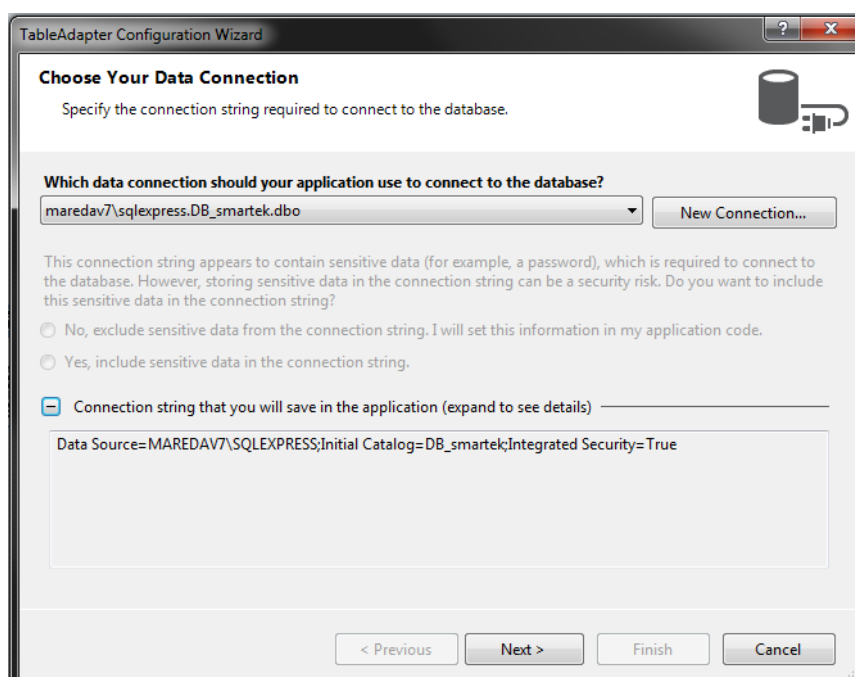 TableAdapter Configuration Wizard
Choose Your Data Connection
Specify the connection string required to connect to the database.
Which data connection should your application use to connect to the database?
maredav7\sqlexpress.DB_smartek.dbo
New Connection...
This connection string appears to contain sensitive data (for example, a password), which is required to connect to
the database. However, storing sensitive data in the connection string can be a security risk. Do you want to include
this sensitive data in the connection string?
No, exclude sensitive data from the connection string. I will set this information in my application code.
Yes, include sensitive data in the connection string.
Connection string that you will save in the application (expand to see details)
Data Source=MAREDAV7\SQLEXPRESS;Initial Catalog=DB_smartek;Integrated Security=True
< Previous
Next >
Finish
Cancel